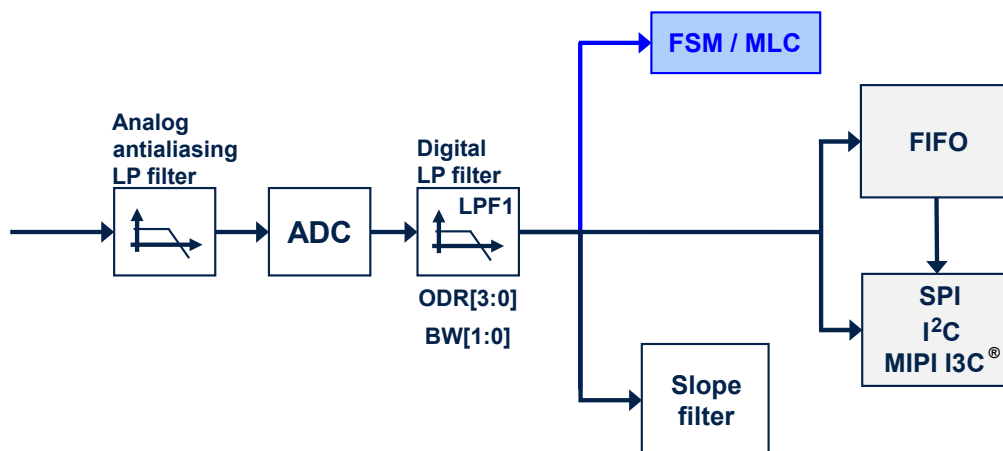 FSM / MLC
Analog
antialiasing
LP filter
ADC
Digital
LP filter
LPF1
ODR[3:0]
BW[1:0]
Slope
filter
FIFO
SPI
I²C
MIPI I3C®